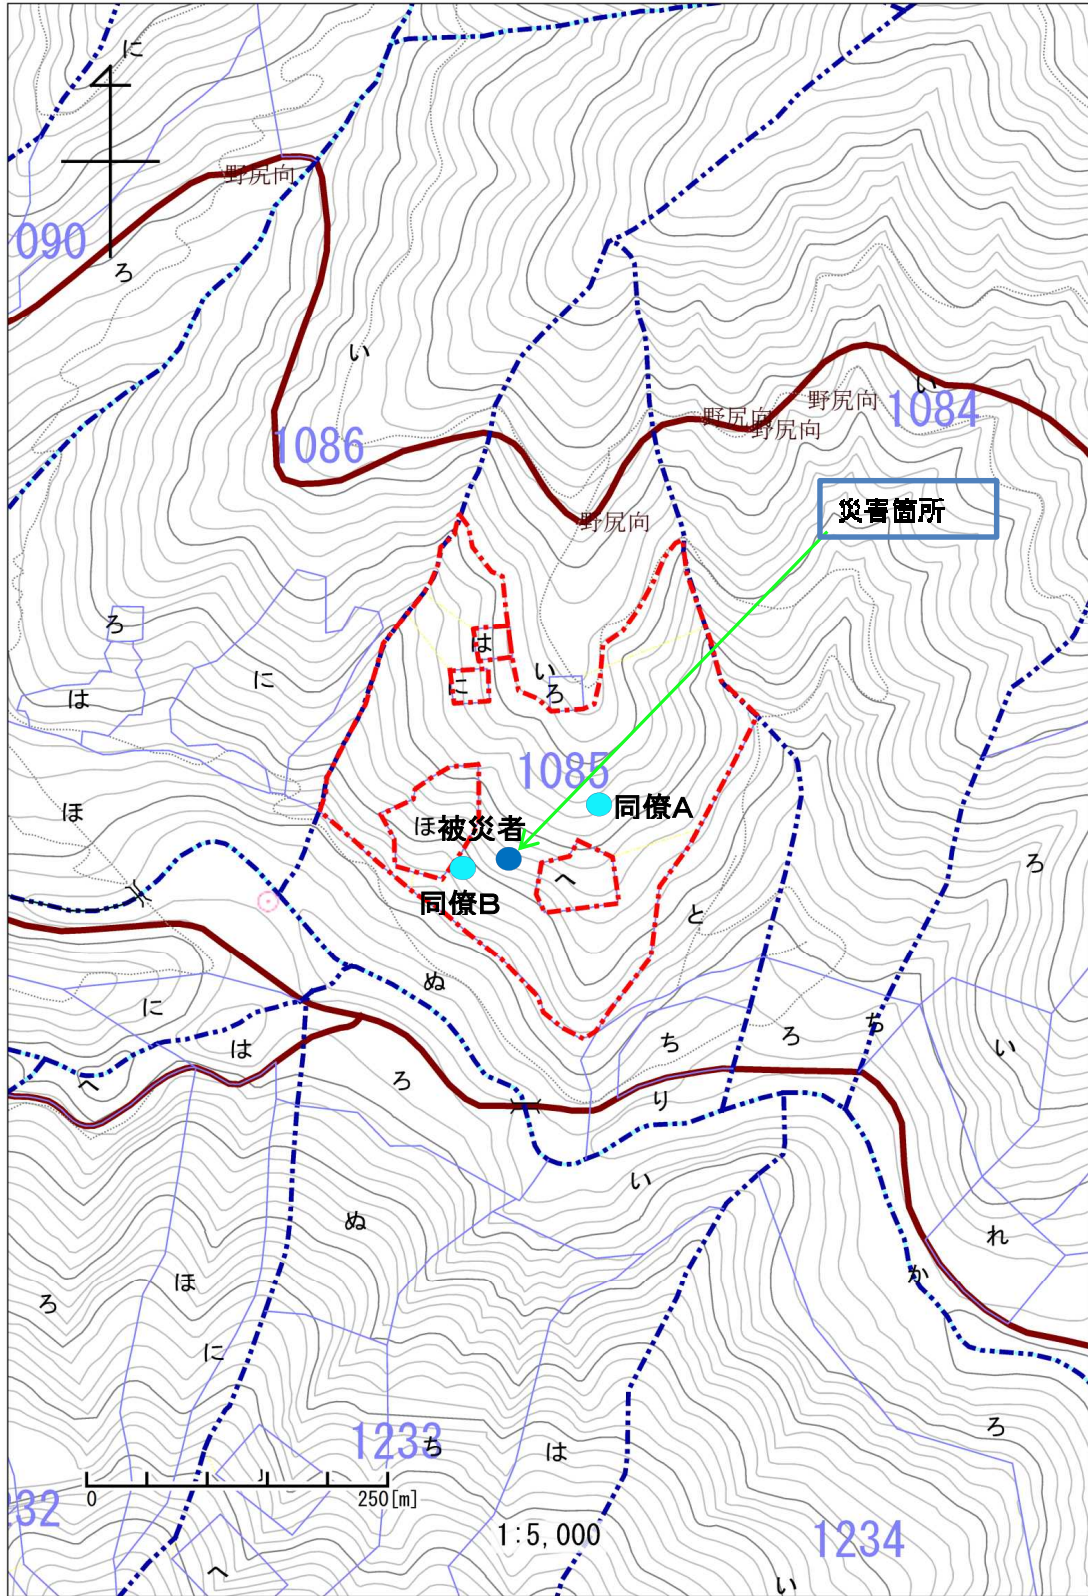 に
野尻向
090
ろ
い
野尻向
い
野尻向
1084
野尻向
1086
災害箇所
野尻向
ろ
は
い
に
は
に
ろ
1085
ほ
同僚A
ほ
被災者
ろ
へ
同僚B
と
ぬ
に
ち
ろ
ち
い
は
へ
ろ
り
い
ぬ
れ
か
ほ
ろ
に
ろ
1233
ち
は
0
250[m]
232
1:5,000
1234
へ
い